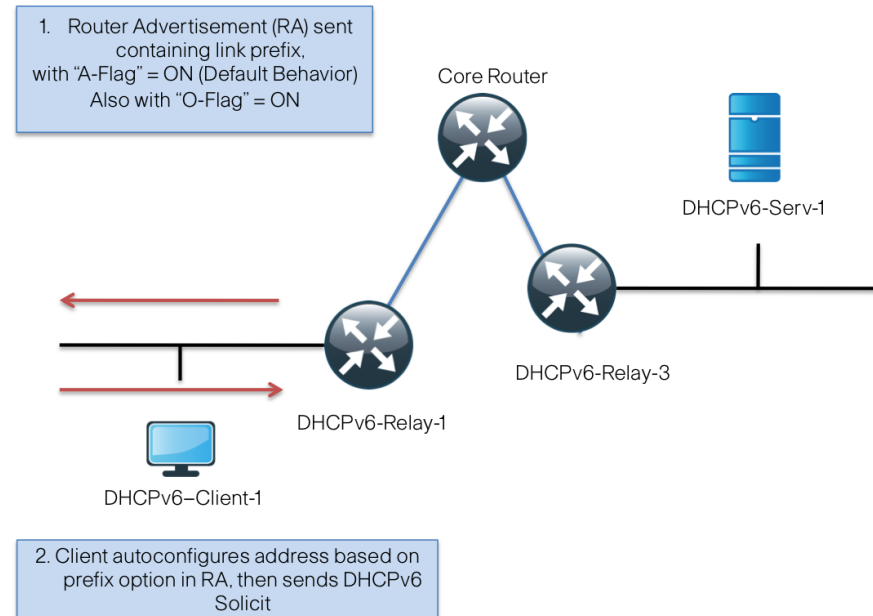 1. Router Advertisement (RA) sent
containing link prefix,
with “A-Flag” = ON (Default Behavior)
Also with “O-Flag” = ON
Core Router
DHCPv6-Serv-1
DHCPv6-Relay-3
DHCPv6-Relay-1
DHCPv6–Client-1
2. Client autoconfigures address based on
prefix option in RA, then sends DHCPv6
Solicit